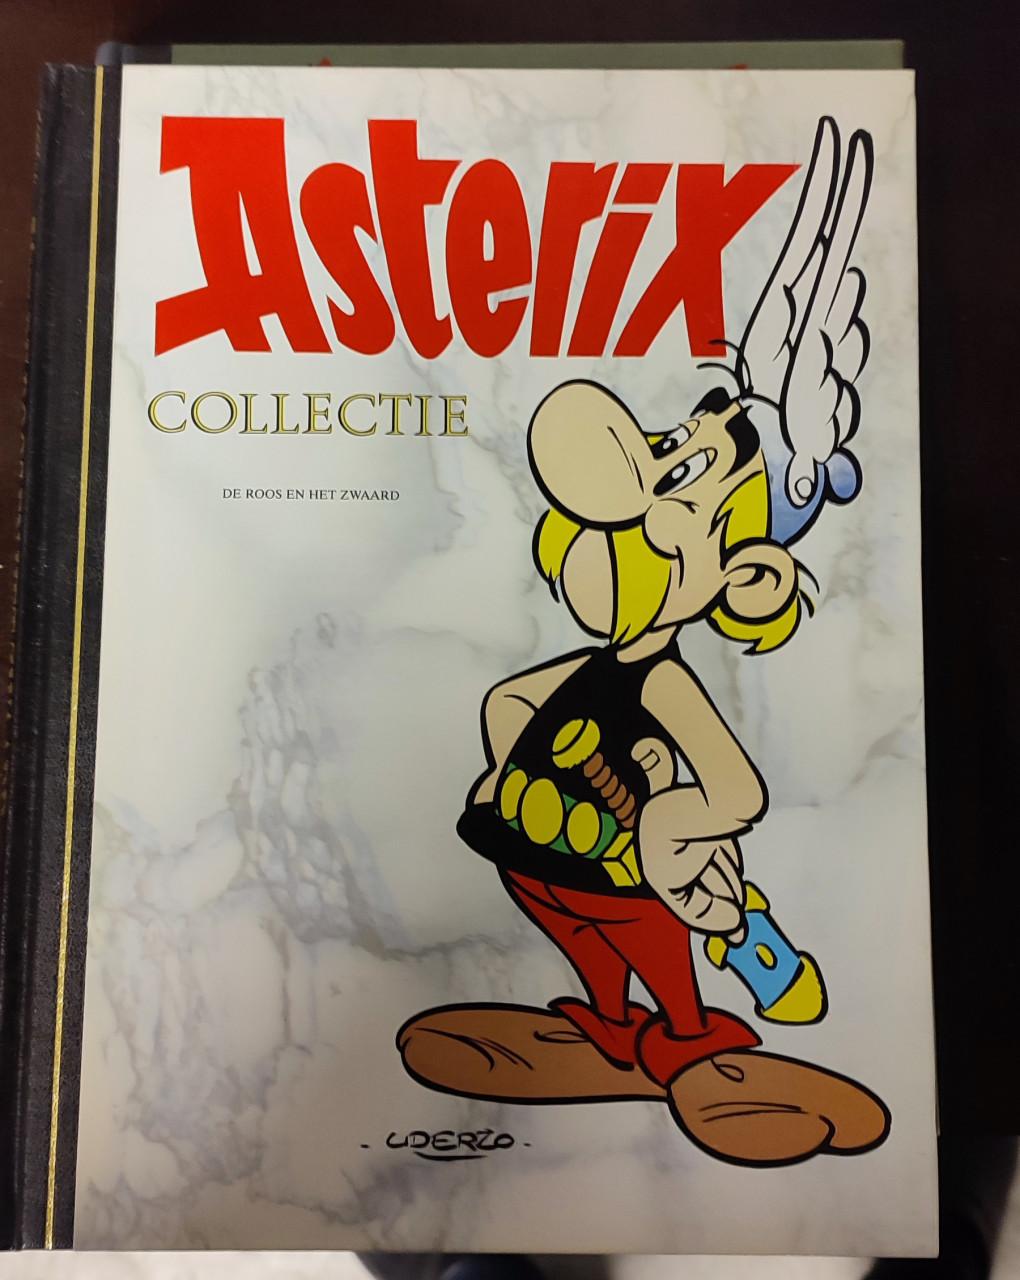 Asterix
COLLECTIE
DE ROOS EN HET ZWAARD
- UDERZO -